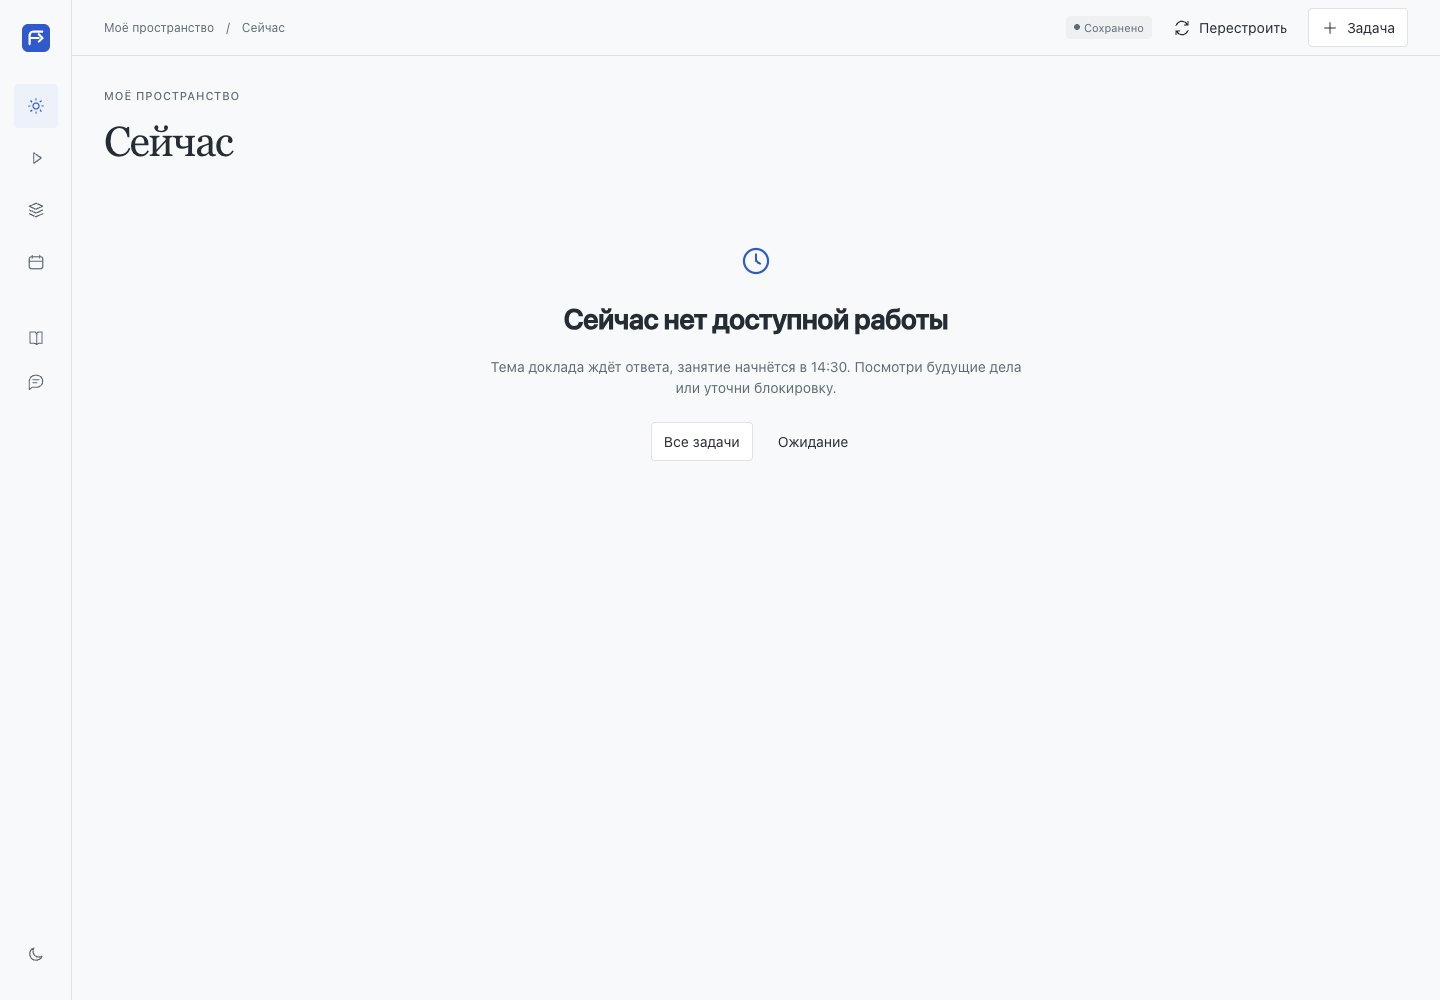 Моё пространство / Сейчас
Сохранено
Перестроить
Задача
МОЁ ПРОСТРАНСТВО
Сейчас
Сейчас нет доступной работы
Тема доклада ждёт ответа, занятие начнётся в 14:30. Посмотри будущие дела
или уточни блокировку.
Все задачи
Ожидание